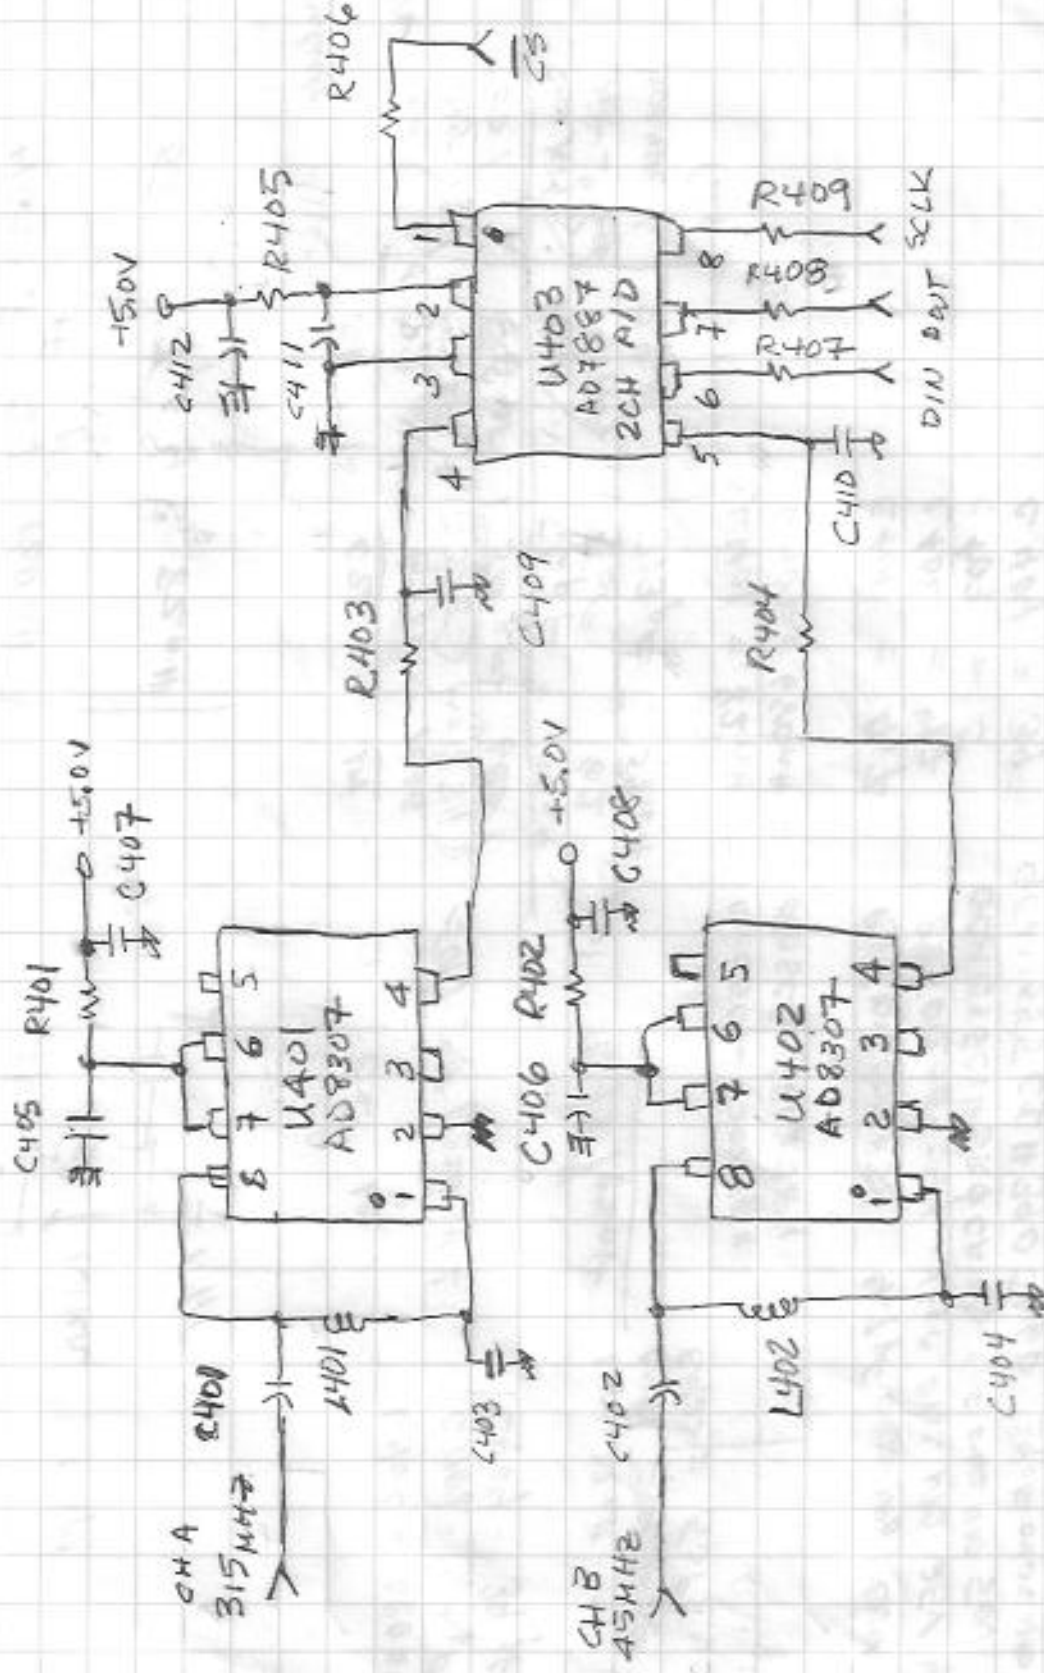 CHA
315MHZ
C401
L401
C403
C405
R401
+5.0V
C407
8
7
6
5
U401
AD8307
1
2
3
4
CHB
45MHZ
C402
L402
C404
C406
R402
+5.0V
C408
8
7
6
5
U402
AD8307
1
2
3
4
R403
C409
R404
C410
+5.0V
C412
R405
C411
R406
CS
4
3
2
1
U403
AD7887
2CH A/D
5
6
7
8
R407
R408
R409
DIN
DOUT
SCLK